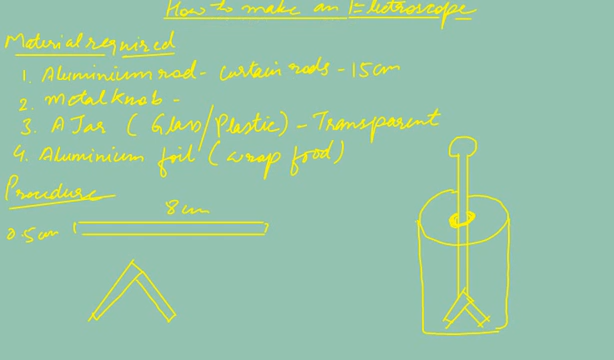 How to make an Electroscope
Material required
1. Aluminium rod - curtain rods - 15cm
2. Metal Knob -
3. A Jar ( Glass/Plastic) - Transparent
4. Aluminium foil ( wrap food)
Procedure
8cm
0.5cm